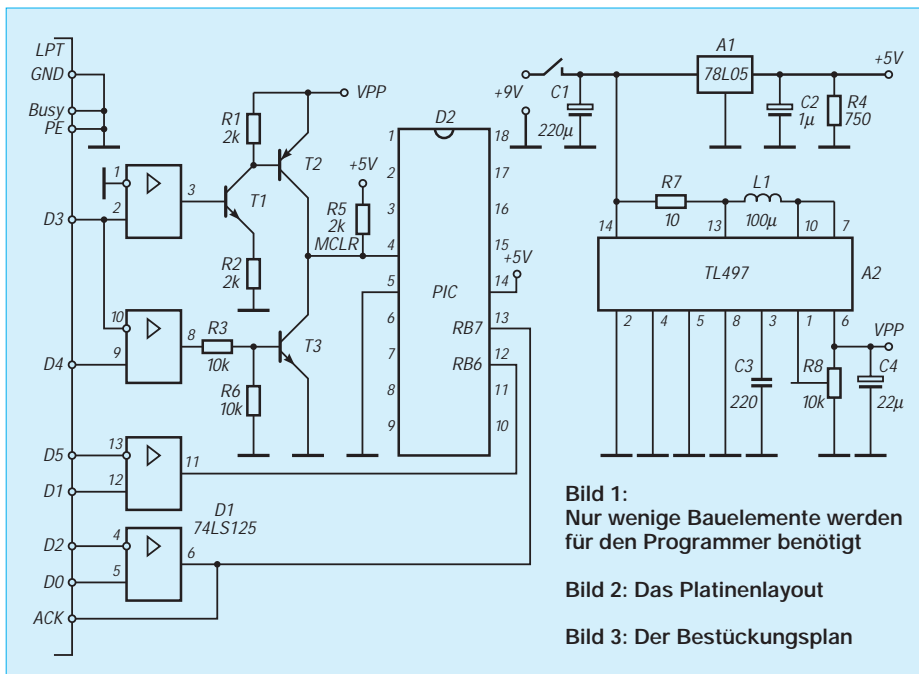 LPT
GND
Busy
PE
D3
D4
D5
D1
D2
D0
ACK
1
2
3
10
9
8
13
12
11
4
5
6
D1
74LS125
R1
2k
T1
R2
2k
T2
VPP
+5V
R5
2k
MCLR
R3
10k
R6
10k
T3
D2
PIC
1
2
3
4
5
6
7
8
9
18
17
16
15
+5V
14
13
12
11
10
RB7
RB6
+9V
C1
220µ
A1
78L05
+5V
C2
1µ
R4
750
R7
10
L1
100µ
14
13
10
7
TL497
A2
2
4
5
8
3
1
6
VPP
C3
220
R8
10k
C4
22µ
Bild 1:
Nur wenige Bauelemente werden
für den Programmer benötigt
Bild 2: Das Platinenlayout
Bild 3: Der Bestückungsplan